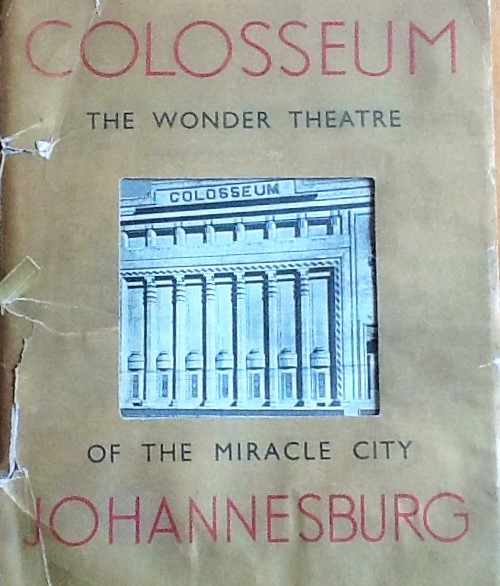 COLOSSEUM
THE WONDER THEATRE
COLOSSEUM
OF THE MIRACLE CITY
JOHANNESBURG